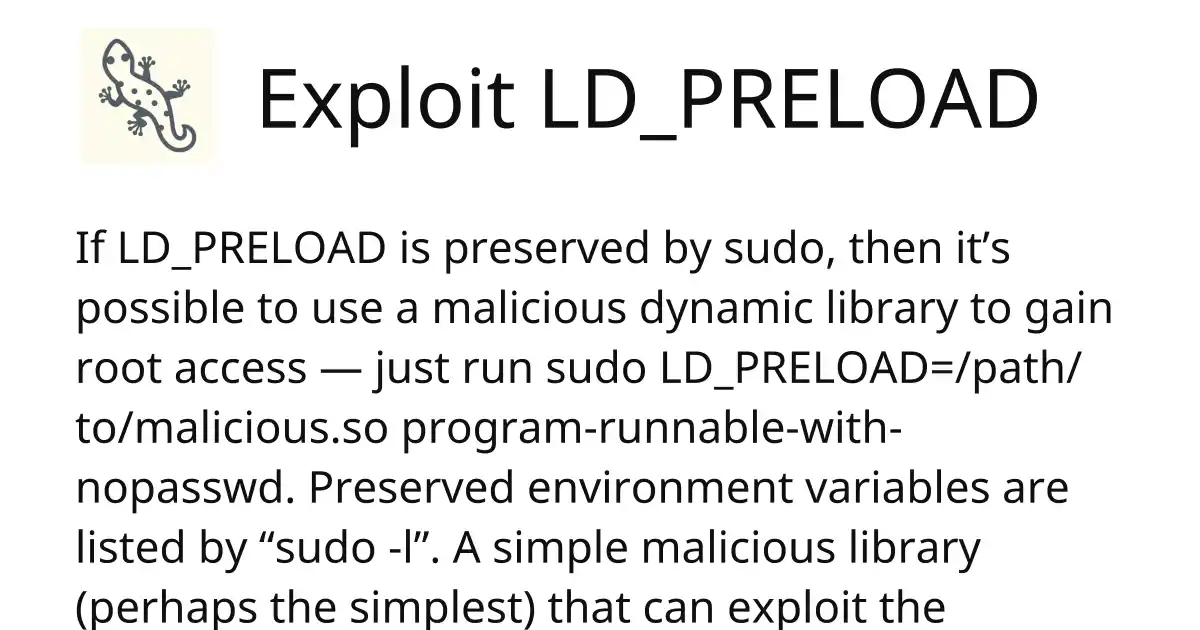 Exploit LD_PRELOAD
If LD_PRELOAD is preserved by sudo, then it’s
possible to use a malicious dynamic library to gain
root access — just run sudo LD_PRELOAD=/path/
to/malicious.so program-runnable-with-
nopasswd. Preserved environment variables are
listed by “sudo -l”. A simple malicious library
(perhaps the simplest) that can exploit the